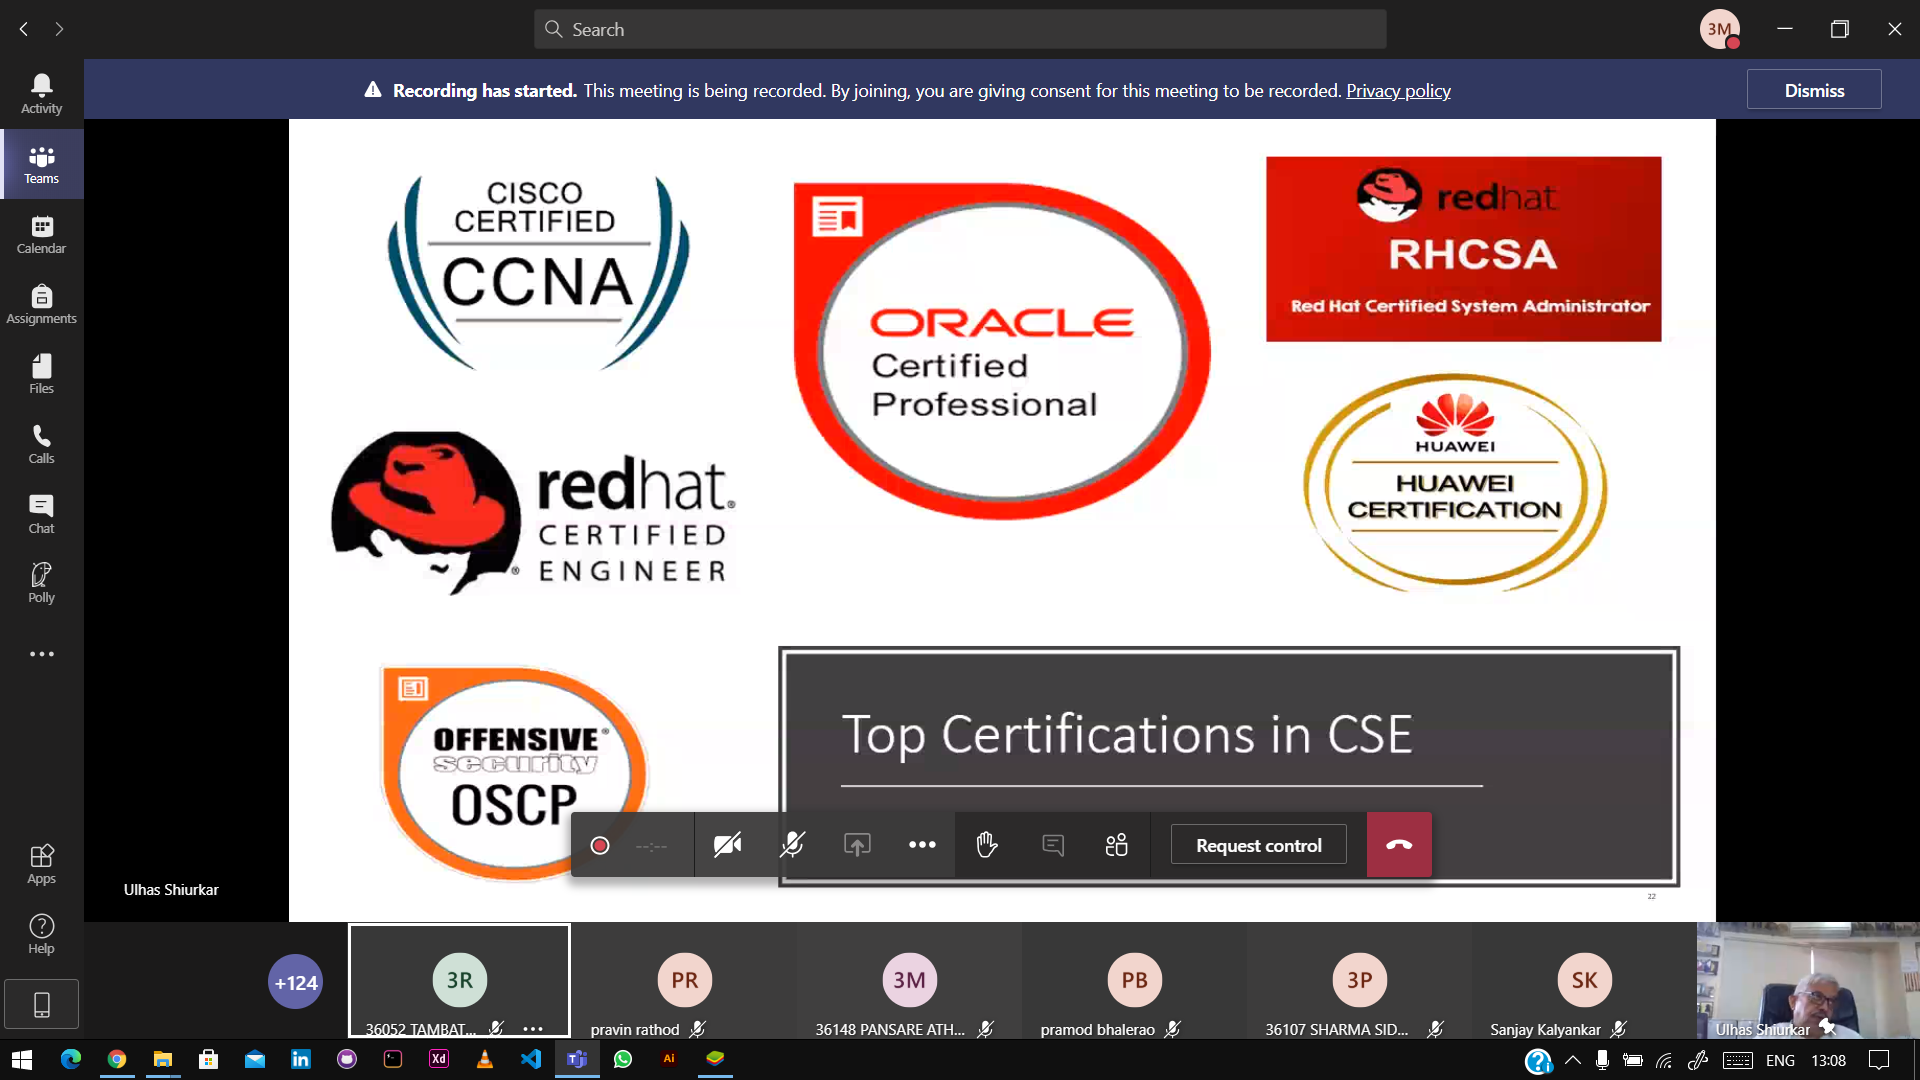 Search
3M
Activity
Teams
Calendar
Assignments
Files
Calls
Chat
Polly
Apps
Help
Recording has started. This meeting is being recorded. By joining, you are giving consent for this meeting to be recorded. Privacy policy
Dismiss
CISCO
CERTIFIED
CCNA
ORACLE
Certified
Professional
redhat
RHCSA
Red Hat Certified System Administrator
redhat®
CERTIFIED
ENGINEER
HUAWEI
HUAWEI
CERTIFICATION
OFFENSIVE®
security
OSCP
Top Certifications in CSE
22
--:--
Request control
Ulhas Shiurkar
+124
3R
36052 TAMBAT...
PR
pravin rathod
3M
36148 PANSARE ATH...
PB
pramod bhalerao
3P
36107 SHARMA SID...
SK
Sanjay Kalyankar
Ulhas Shiurkar
Xd
Ai
ENG
13:08